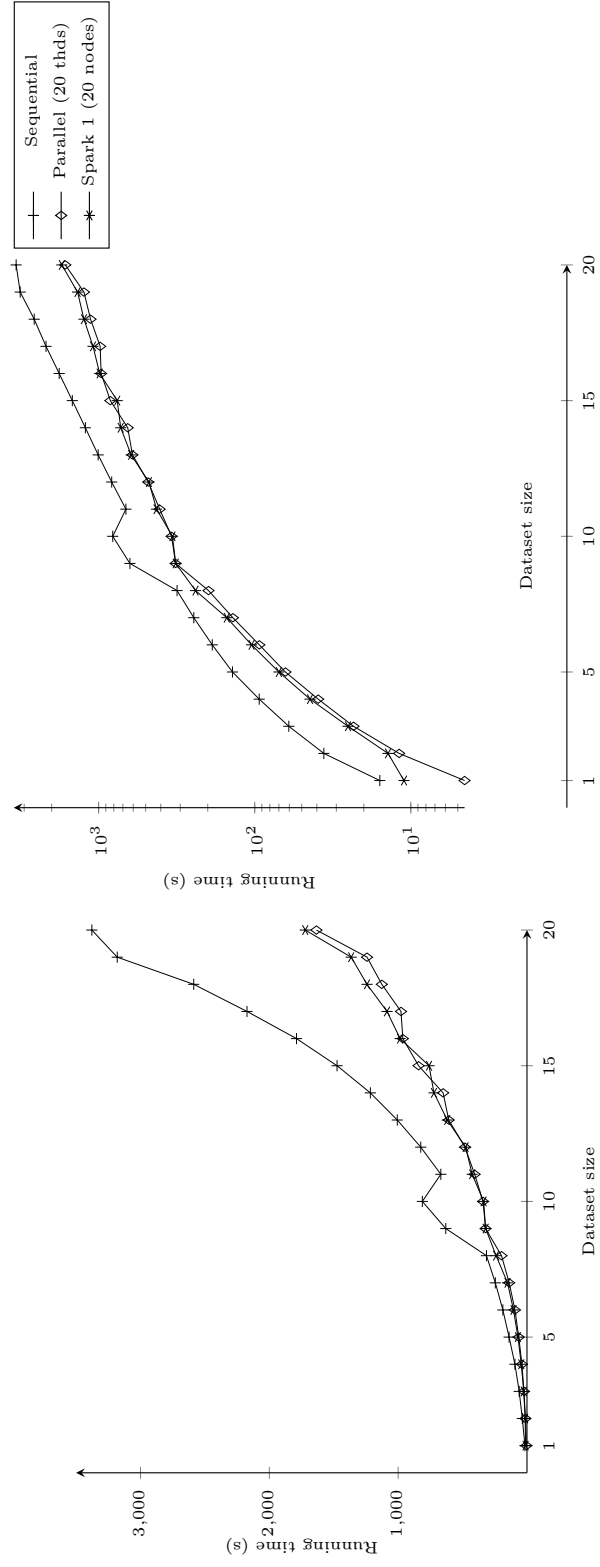 1
5
10
15
20
1,000
2,000
3,000
Dataset size
Running time (s)
1
5
10
15
20
10^1
10^2
10^3
Dataset size
Running time (s)
Sequential
Parallel (20 thds)
Spark 1 (20 nodes)